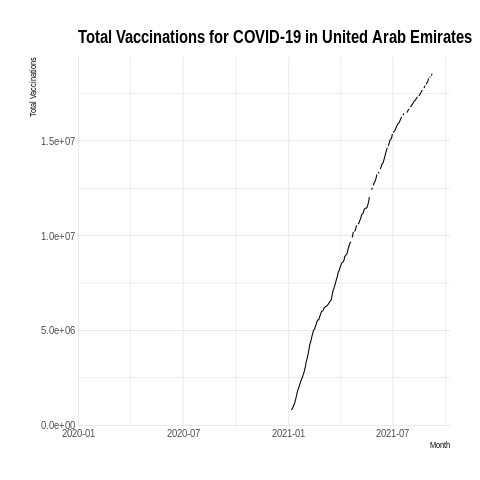 Total Vaccinations for COVID-19 in United Arab Emirates
Total Vaccinations
1.5e+07
1.0e+07
5.0e+06
0.0e+00
2020-01 2020-07 2021-01 2021-07
Month